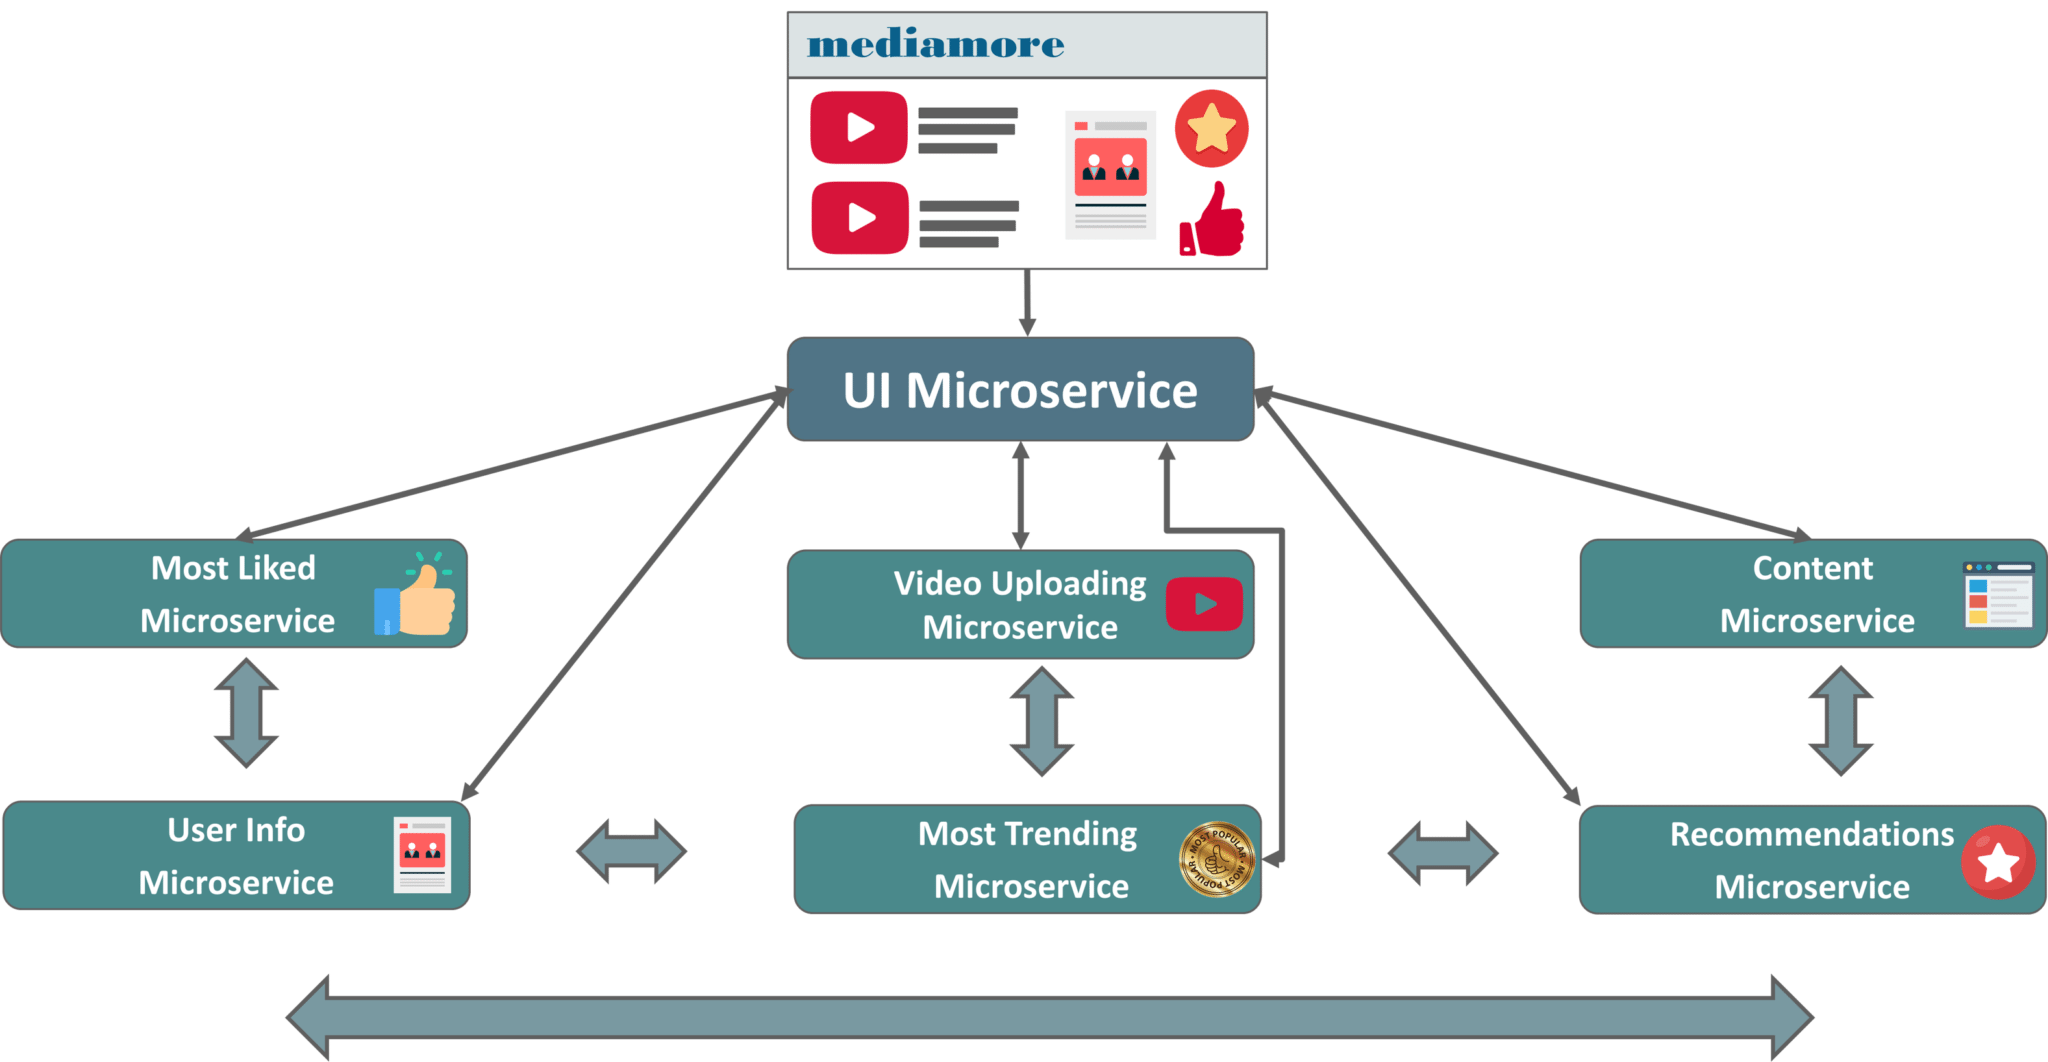 mediamore
UI Microservice
Most Liked
Microservice
Video Uploading
Microservice
Content
Microservice
User Info
Microservice
Most Trending
Microservice
MOST POPULAR • MOST POPULAR •
Recommendations
Microservice